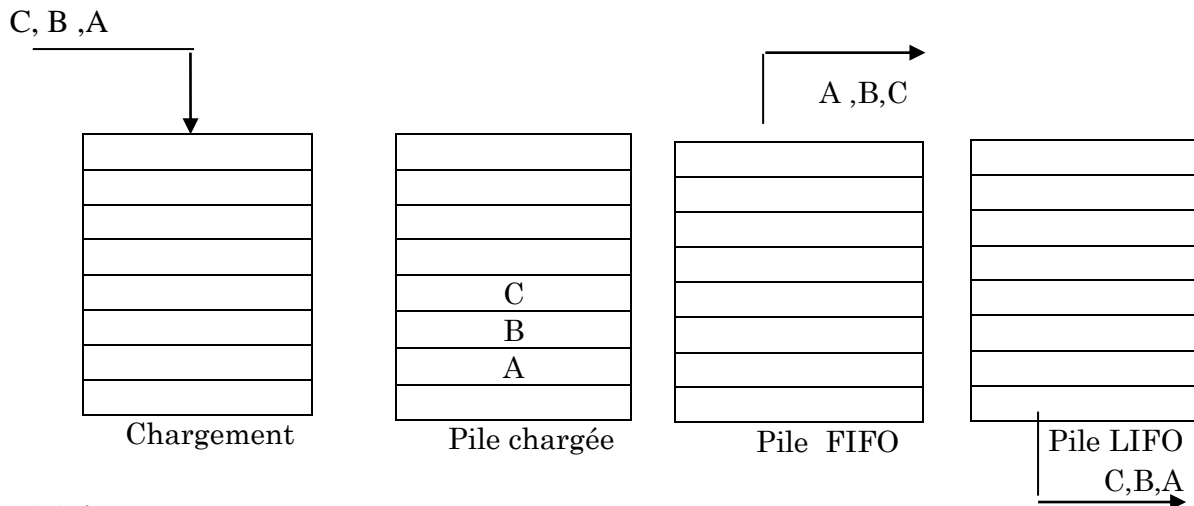 C, B ,A
A ,B,C
C
B
A
Chargement
Pile chargée
Pile FIFO
Pile LIFO
C,B,A